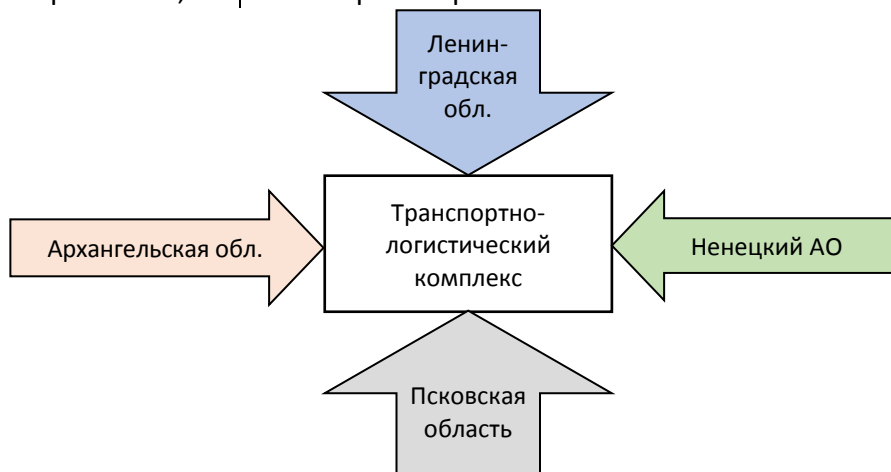 Ленин-
градская
обл.
Архангельская обл.
Транспортно-
логистический
комплекс
Ненецкий АО
Псковская
область